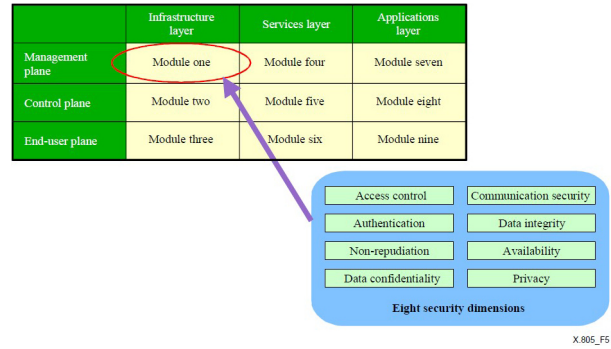 Infrastructure layer
Services layer
Applications layer
Management plane
Module one
Module four
Module seven
Control plane
Module two
Module five
Module eight
End-user plane
Module three
Module six
Module nine
Access control
Communication security
Authentication
Data integrity
Non-repudiation
Availability
Data confidentiality
Privacy
Eight security dimensions
X.805_F5